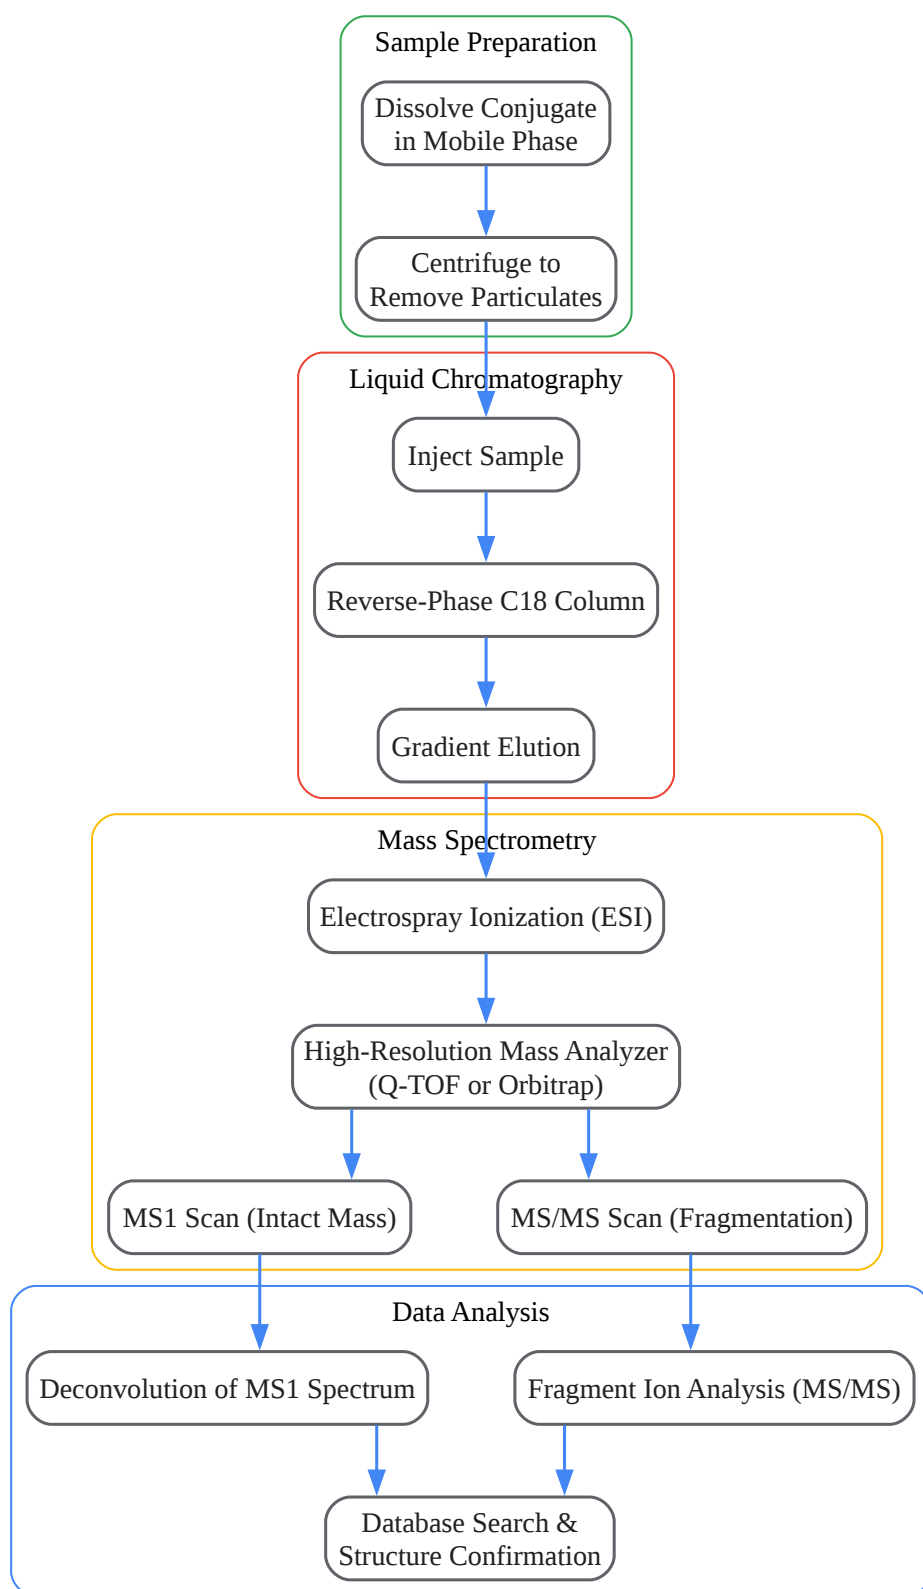 Sample Preparation
Dissolve Conjugate
in Mobile Phase
Centrifuge to
Remove Particulates
Liquid Chromatography
Inject Sample
Reverse-Phase C18 Column
Gradient Elution
Mass Spectrometry
Electrospray Ionization (ESI)
High-Resolution Mass Analyzer
(Q-TOF or Orbitrap)
MS1 Scan (Intact Mass)
MS/MS Scan (Fragmentation)
Data Analysis
Deconvolution of MS1 Spectrum
Fragment Ion Analysis (MS/MS)
Database Search &
Structure Confirmation